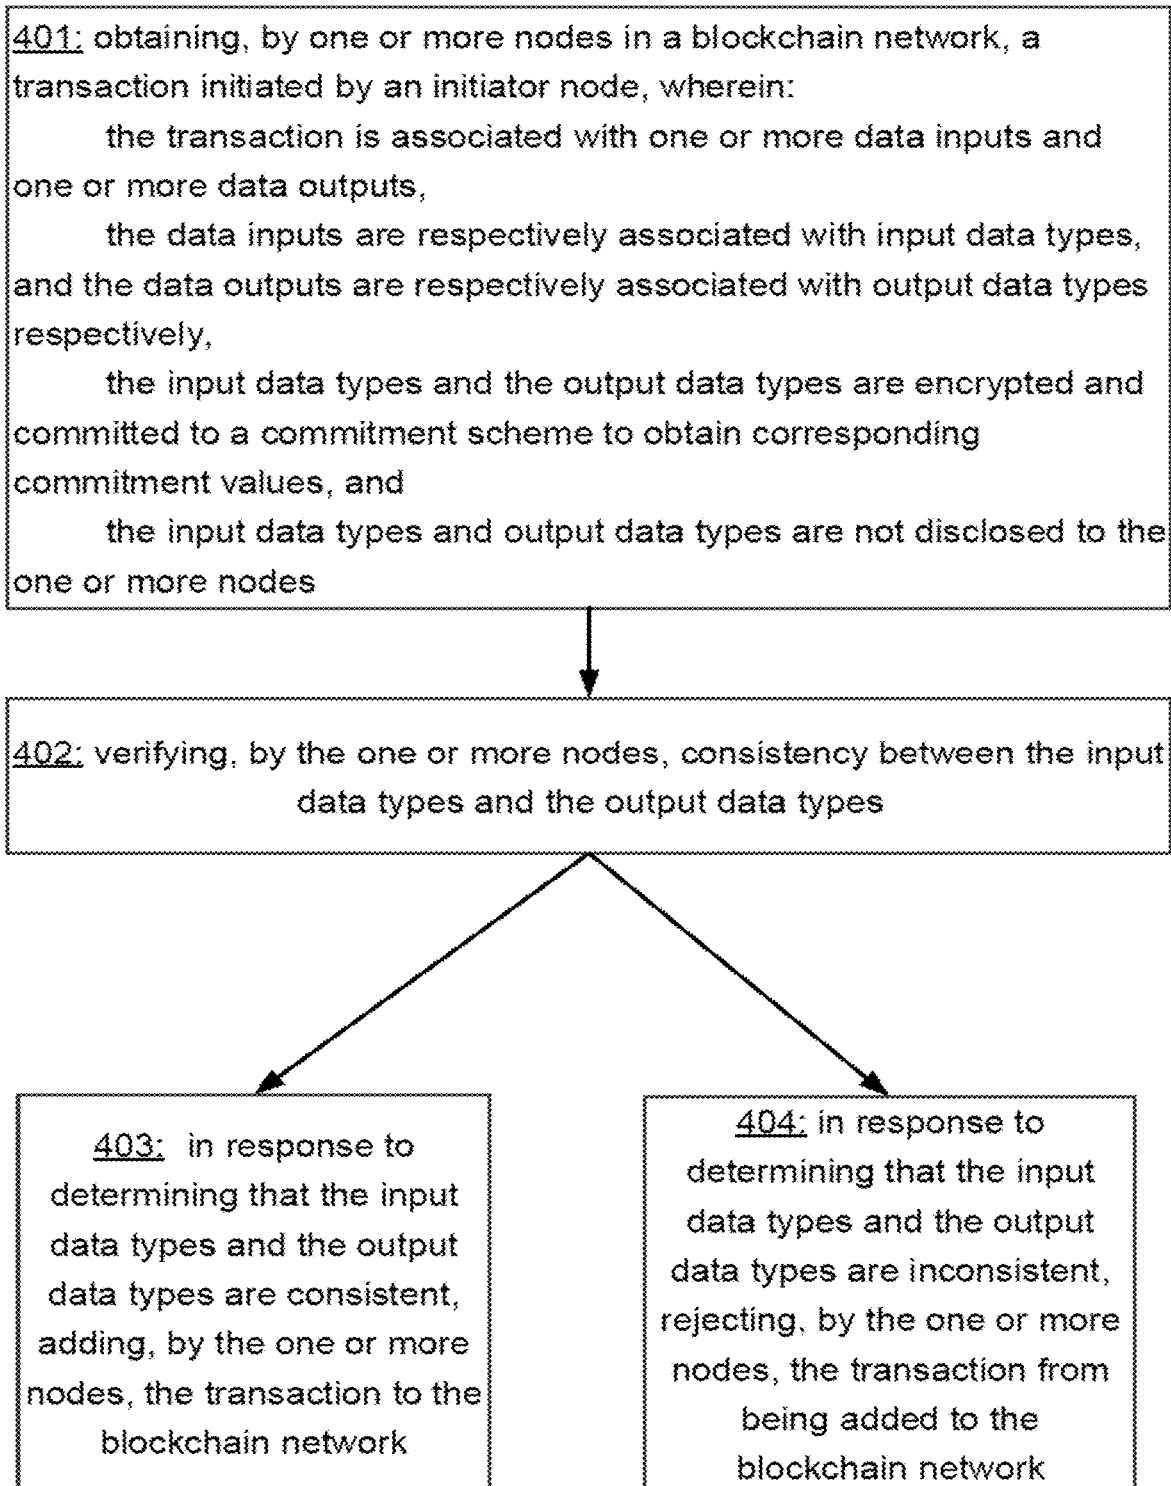 401: obtaining, by one or more nodes in a blockchain network, a
transaction initiated by an initiator node, wherein:
the transaction is associated with one or more data inputs and
one or more data outputs,
the data inputs are respectively associated with input data types,
and the data outputs are respectively associated with output data types
respectively,
the input data types and the output data types are encrypted and
committed to a commitment scheme to obtain corresponding
commitment values, and
the input data types and output data types are not disclosed to the
one or more nodes
402: verifying, by the one or more nodes, consistency between the input
data types and the output data types
403: in response to
determining that the input
data types and the output
data types are consistent,
adding, by the one or more
nodes, the transaction to the
blockchain network
404: in response to
determining that the input
data types and the output
data types are inconsistent,
rejecting, by the one or more
nodes, the transaction from
being added to the
blockchain network